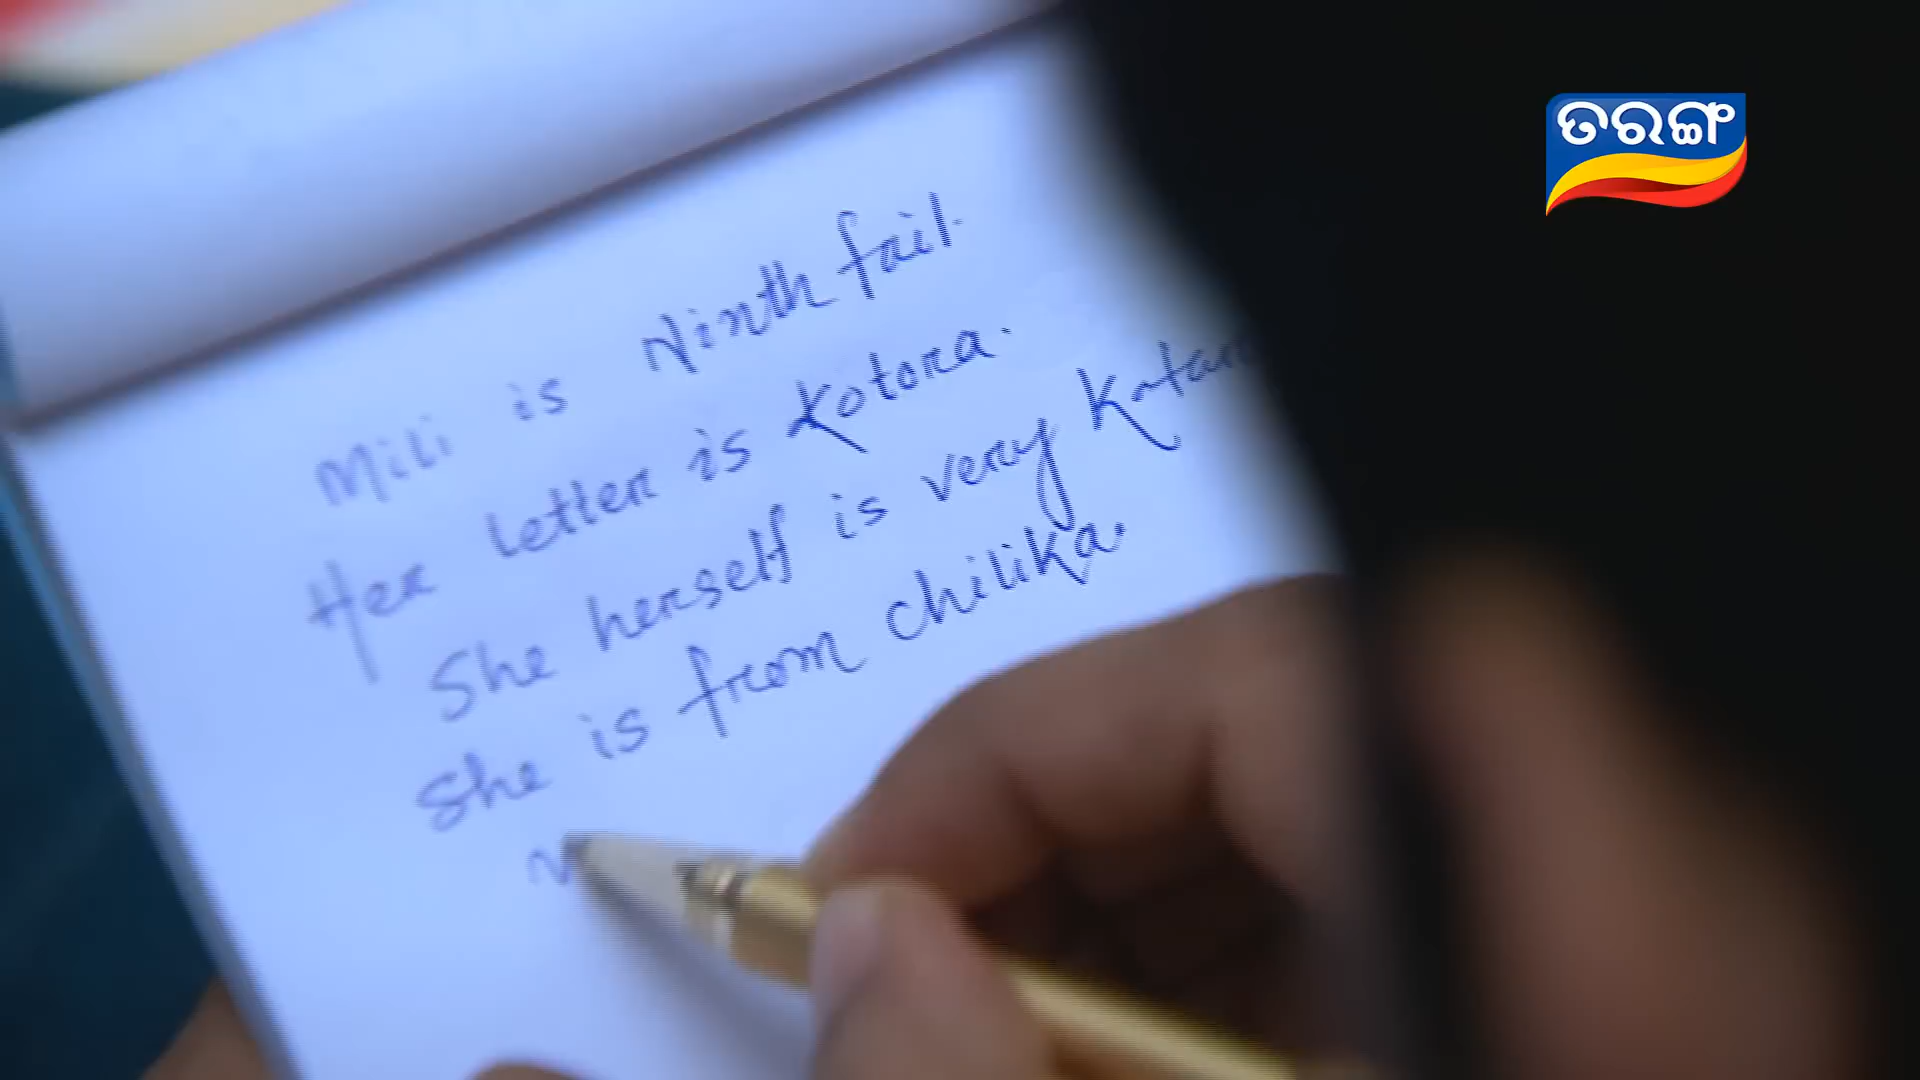 ତରଙ୍ଗ
Mili is Ninth fail.
Her letter is Kotora.
She herself is very
She is from chilika.